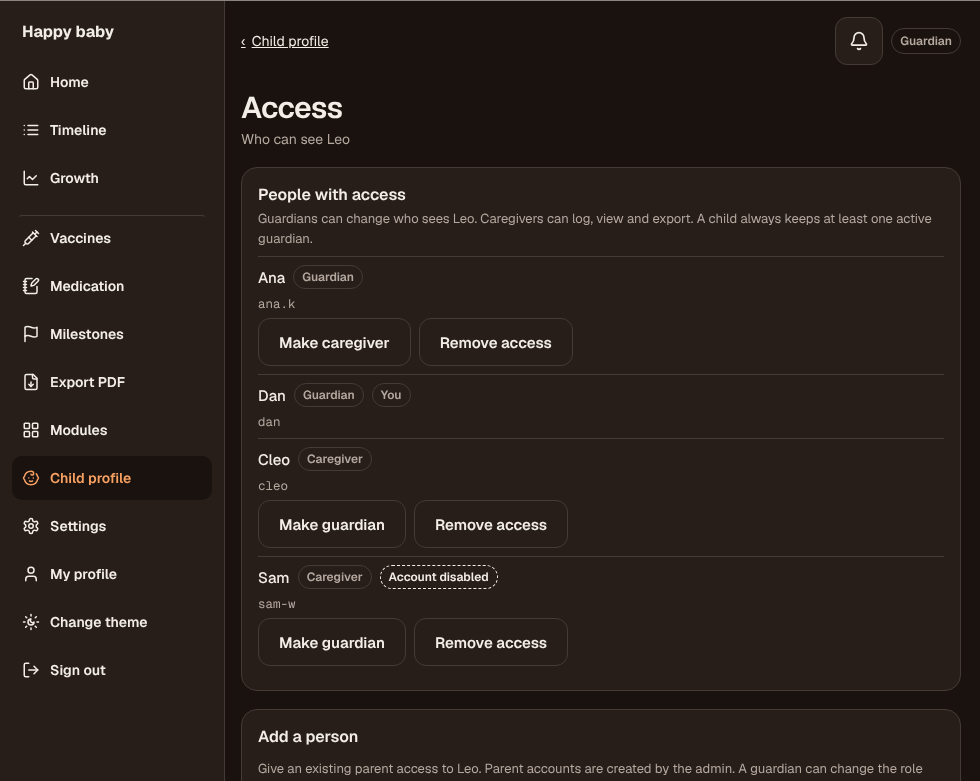 Happy baby
Home
Timeline
Growth
Vaccines
Medication
Milestones
Export PDF
Modules
Child profile
Settings
My profile
Change theme
Sign out
‹ Child profile
Guardian
Access
Who can see Leo
People with access
Guardians can change who sees Leo. Caregivers can log, view and export. A child always keeps at least one active
guardian.
Ana Guardian
ana.k
Make caregiver Remove access
Dan Guardian You
dan
Cleo Caregiver
cleo
Make guardian Remove access
Sam Caregiver Account disabled
sam-w
Make guardian Remove access
Add a person
Give an existing parent access to Leo. Parent accounts are created by the admin. A guardian can change the role